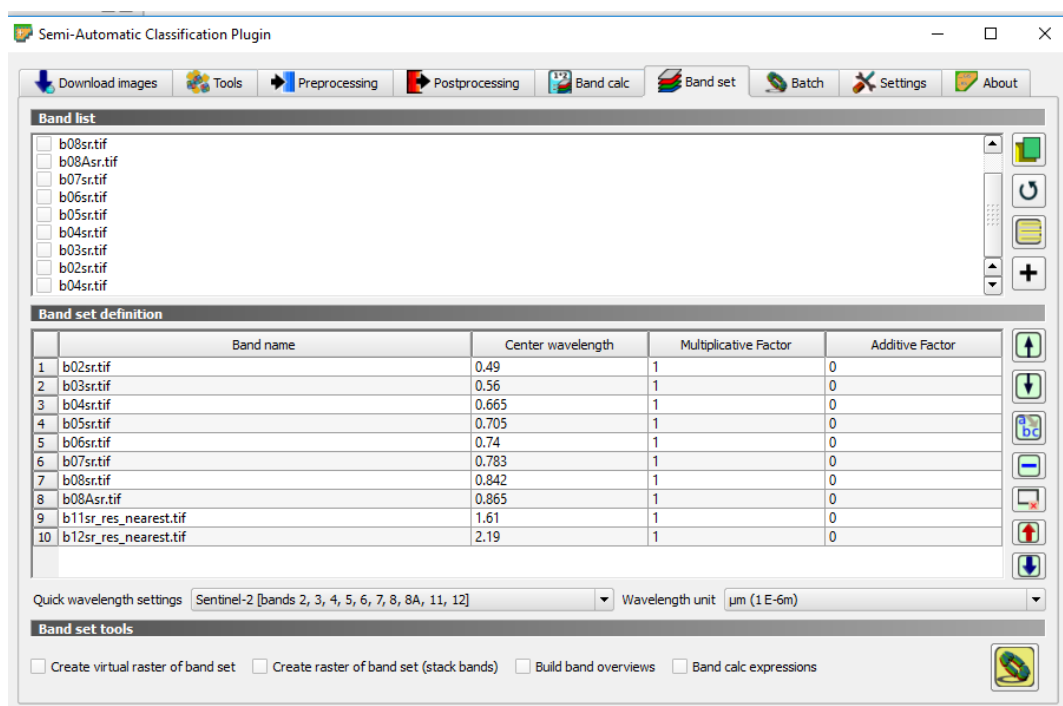 Semi-Automatic Classification Plugin
Download images Tools Preprocessing Postprocessing Band calc Band set Batch Settings About
Band list
b08sr.tif
b08Asr.tif
b07sr.tif
b06sr.tif
b05sr.tif
b04sr.tif
b03sr.tif
b02sr.tif
b04sr.tif
Band set definition
Band name Center wavelength Multiplicative Factor Additive Factor
1 b02sr.tif 0.49 1 0
2 b03sr.tif 0.56 1 0
3 b04sr.tif 0.665 1 0
4 b05sr.tif 0.705 1 0
5 b06sr.tif 0.74 1 0
6 b07sr.tif 0.783 1 0
7 b08sr.tif 0.842 1 0
8 b08Asr.tif 0.865 1 0
9 b11sr_res_nearest.tif 1.61 1 0
10 b12sr_res_nearest.tif 2.19 1 0
Quick wavelength settings Sentinel-2 [bands 2, 3, 4, 5, 6, 7, 8, 8A, 11, 12] Wavelength unit µm (1 E-6m)
Band set tools
Create virtual raster of band set Create raster of band set (stack bands) Build band overviews Band calc expressions